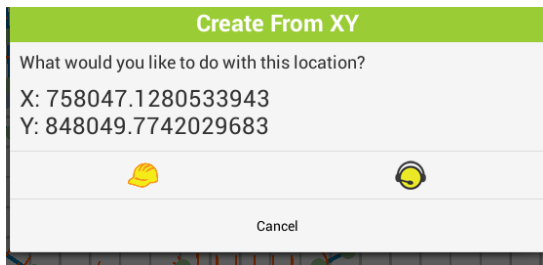 Create From XY
What would you like to do with this location?
X: 758047.1280533943
Y: 848049.7742029683
Cancel